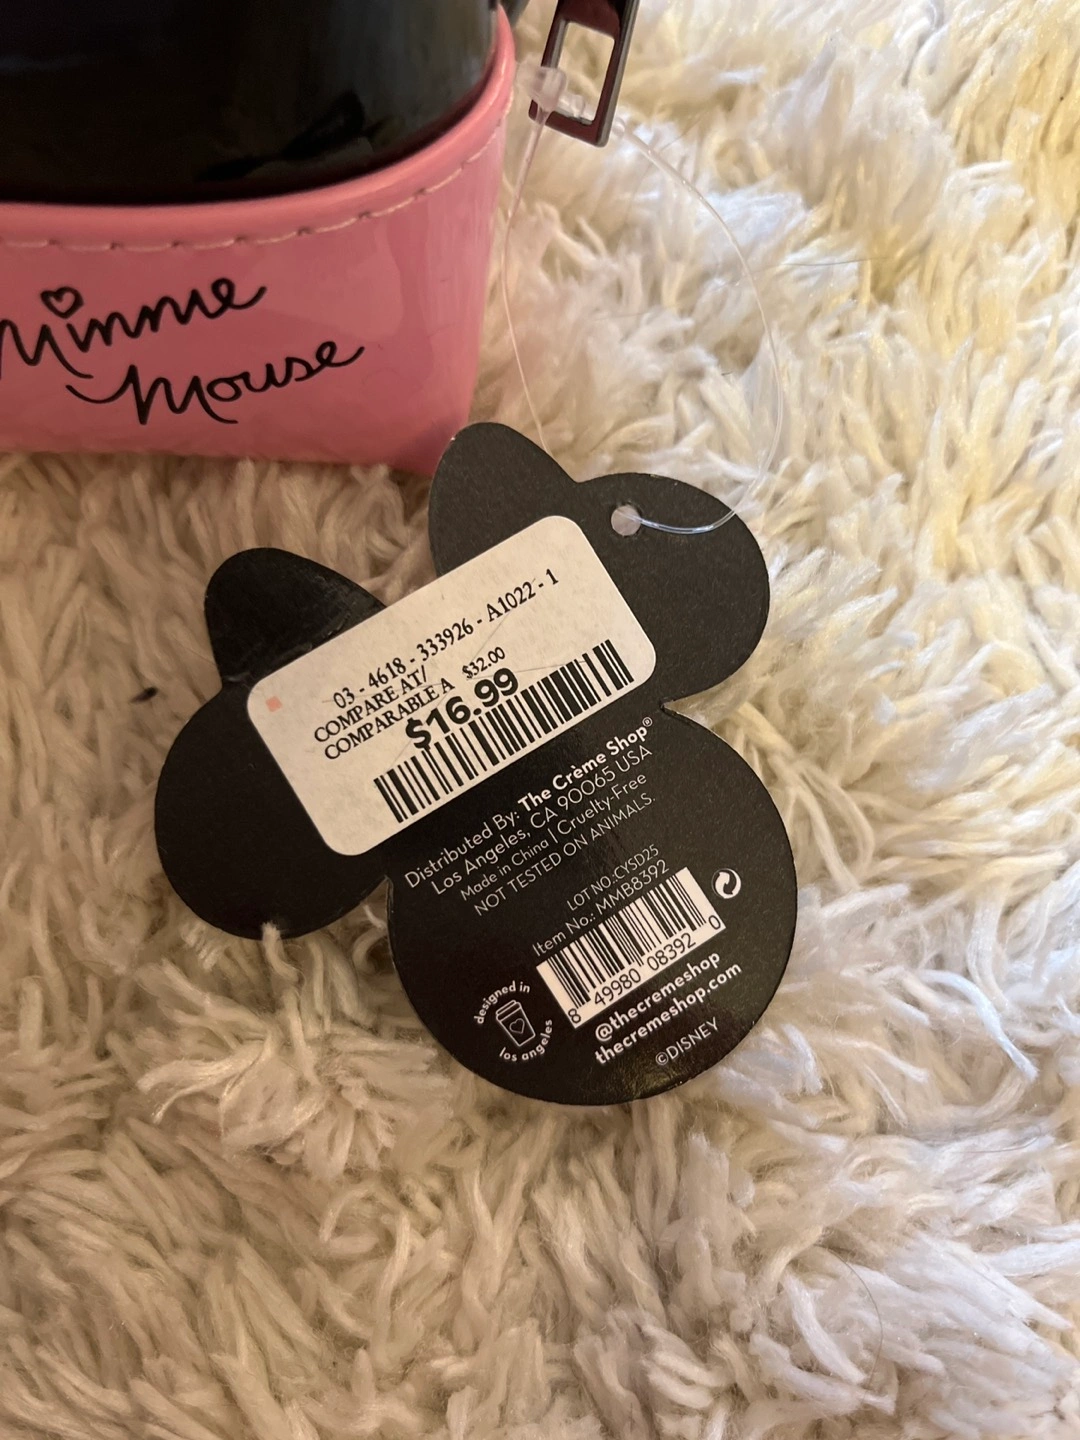 Minnie
Mouse
03 - 4618 - 333926 - A1022 - 1
COMPARE AT/
COMPARABLE A $32.00
$16.99
Distributed By: The Crème Shop®
Los Angeles, CA 90065 USA
Made in China | Cruelty-Free
NOT TESTED ON ANIMALS.
LOT NO.:CYSD25
Item No.: MMB8392
8 49980 08392 0
designed in
los angeles
@thecremeshop
thecremeshop.com
©DISNEY